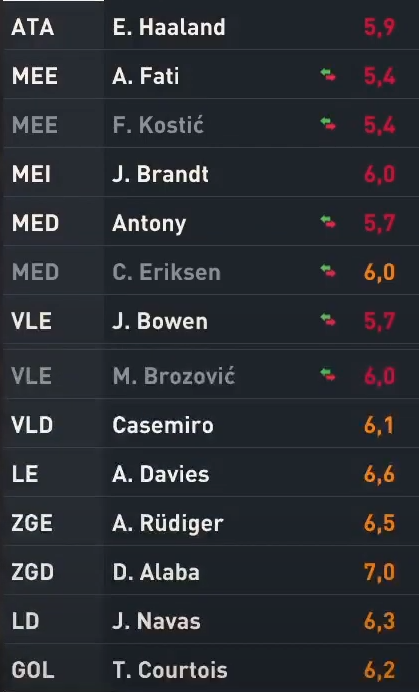 ATA E. Haaland 5,9
MEE A. Fati 5,4
MEE F. Kostić 5,4
MEI J. Brandt 6,0
MED Antony 5,7
MED C. Eriksen 6,0
VLE J. Bowen 5,7
VLE M. Brozović 6,0
VLD Casemiro 6,1
LE A. Davies 6,6
ZGE A. Rüdiger 6,5
ZGD D. Alaba 7,0
LD J. Navas 6,3
GOL T. Courtois 6,2